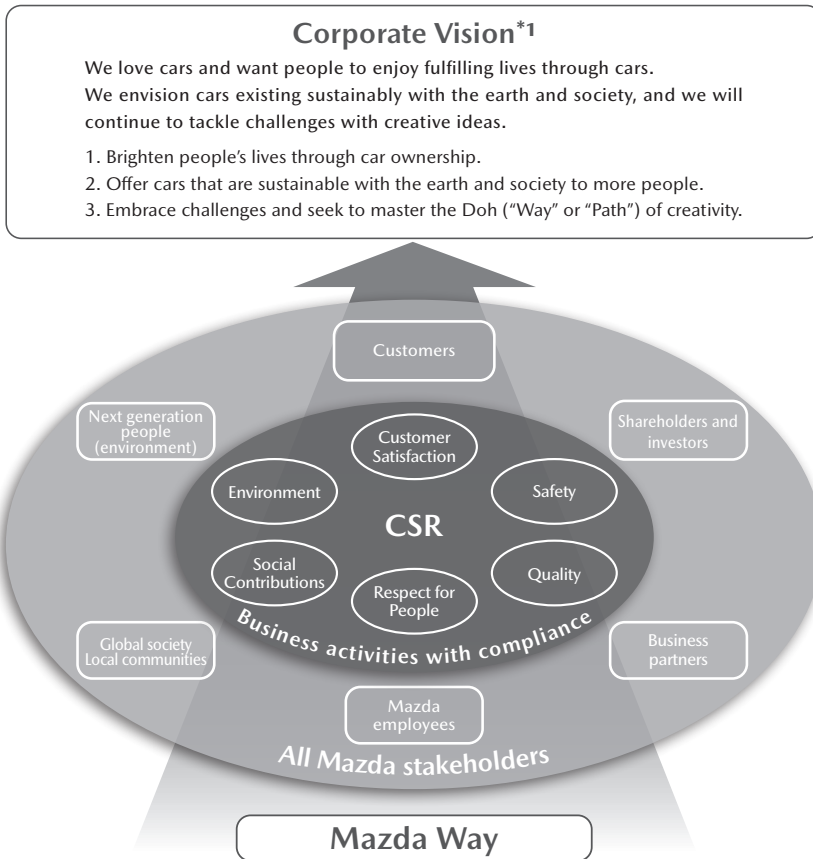 Corporate Vision*1
We love cars and want people to enjoy fulfilling lives through cars.
We envision cars existing sustainably with the earth and society, and we will
continue to tackle challenges with creative ideas.
1. Brighten people’s lives through car ownership.
2. Offer cars that are sustainable with the earth and society to more people.
3. Embrace challenges and seek to master the Doh (“Way” or “Path”) of creativity.
Customers
Next generation
people
(environment)
Shareholders and
investors
Customer
Satisfaction
Environment
Safety
CSR
Social
Contributions
Quality
Respect for
People
Business activities with compliance
Global society
Local communities
Business
partners
Mazda
employees
All Mazda stakeholders
Mazda Way